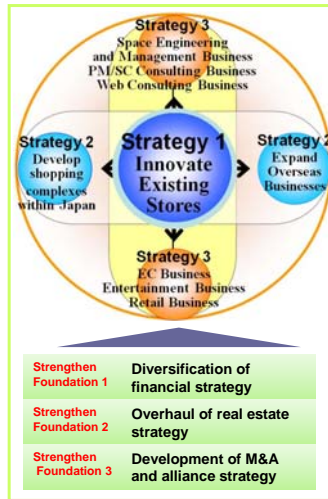 Strategy 3
Space Engineering
and Management Business
PM/SC Consulting Business
Web Consulting Business
Strategy 2
Develop
shopping
complexes
within Japan
Strategy 1
Innovate
Existing
Stores
Strategy 2
Expand
Overseas
Businesses
Strategy 3
EC Business
Entertainment Business
Retail Business
Strengthen
Foundation 1
Diversification of
financial strategy
Strengthen
Foundation 2
Overhaul of real estate
strategy
Strengthen
Foundation 3
Development of M&A
and alliance strategy